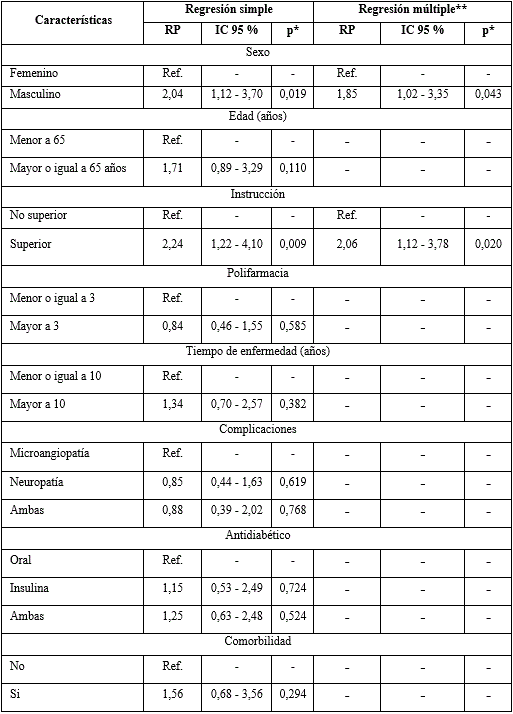 Características Regresión simple Regresión múltiple**
RP IC 95 % p* RP IC 95 % p*
Sexo
Femenino Ref. - - Ref. - -
Masculino 2,04 1,12 - 3,70 0,019 1,85 1,02 - 3,35 0,043
Edad (años)
Menor a 65 Ref. - - - - -
Mayor o igual a 65 años 1,71 0,89 - 3,29 0,110 - - -
Instrucción
No superior Ref. - - Ref. - -
Superior 2,24 1,22 - 4,10 0,009 2,06 1,12 - 3,78 0,020
Polifarmacia
Menor o igual a 3 Ref. - - - - -
Mayor a 3 0,84 0,46 - 1,55 0,585 - - -
Tiempo de enfermedad (años)
Menor o igual a 10 Ref. - - - - -
Mayor a 10 1,34 0,70 - 2,57 0,382 - - -
Complicaciones
Microangiopatía Ref. - - - - -
Neuropatía 0,85 0,44 - 1,63 0,619 - - -
Ambas 0,88 0,39 - 2,02 0,768 - - -
Antidiabético
Oral Ref. - - - - -
Insulina 1,15 0,53 - 2,49 0,724 - - -
Ambas 1,25 0,63 - 2,48 0,524 - - -
Comorbilidad
No Ref. - - - - -
Si 1,56 0,68 - 3,56 0,294 - - -